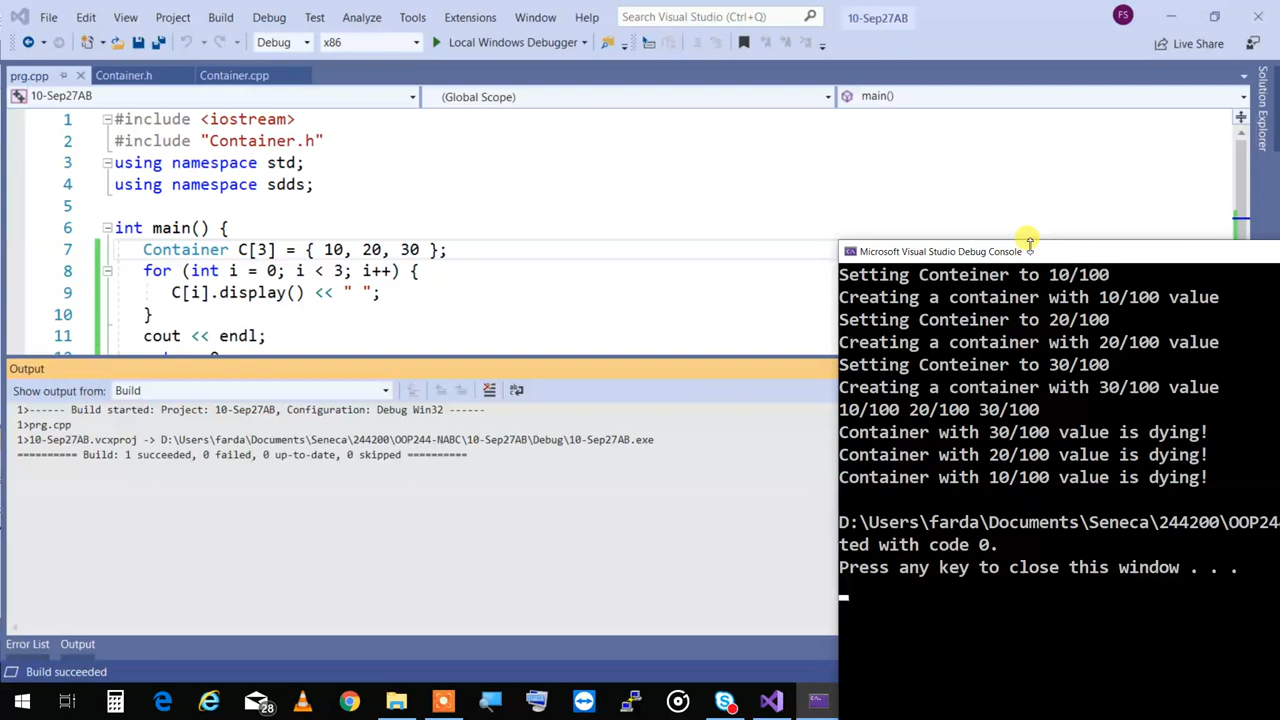 File Edit View Project Build Debug Test Analyze Tools Extensions Window Help Search Visual Studio (Ctrl+Q) 10-Sep27AB FS
Debug x86 Local Windows Debugger Live Share
prg.cpp Container.h Container.cpp
10-Sep27AB (Global Scope) main()
Solution Explorer
1 #include <iostream>
2 #include "Container.h"
3 using namespace std;
4 using namespace sdds;
5
6 int main() {
7 Container C[3] = { 10, 20, 30 };
8 for (int i = 0; i < 3; i++) {
9 C[i].display() << " ";
10 }
11 cout << endl;
Output
Show output from: Build
1>------ Build started: Project: 10-Sep27AB, Configuration: Debug Win32 ------
1>prg.cpp
1>10-Sep27AB.vcxproj -> D:\Users\farda\Documents\Seneca\244200\OOP244-NABC\10-Sep27AB\Debug\10-Sep27AB.exe
========== Build: 1 succeeded, 0 failed, 0 up-to-date, 0 skipped ==========
Error List Output
Build succeeded
28
Microsoft Visual Studio Debug Console
Setting Conteiner to 10/100
Creating a container with 10/100 value
Setting Conteiner to 20/100
Creating a container with 20/100 value
Setting Conteiner to 30/100
Creating a container with 30/100 value
10/100 20/100 30/100
Container with 30/100 value is dying!
Container with 20/100 value is dying!
Container with 10/100 value is dying!
D:\Users\farda\Documents\Seneca\244200\OOP24
ted with code 0.
Press any key to close this window . . .